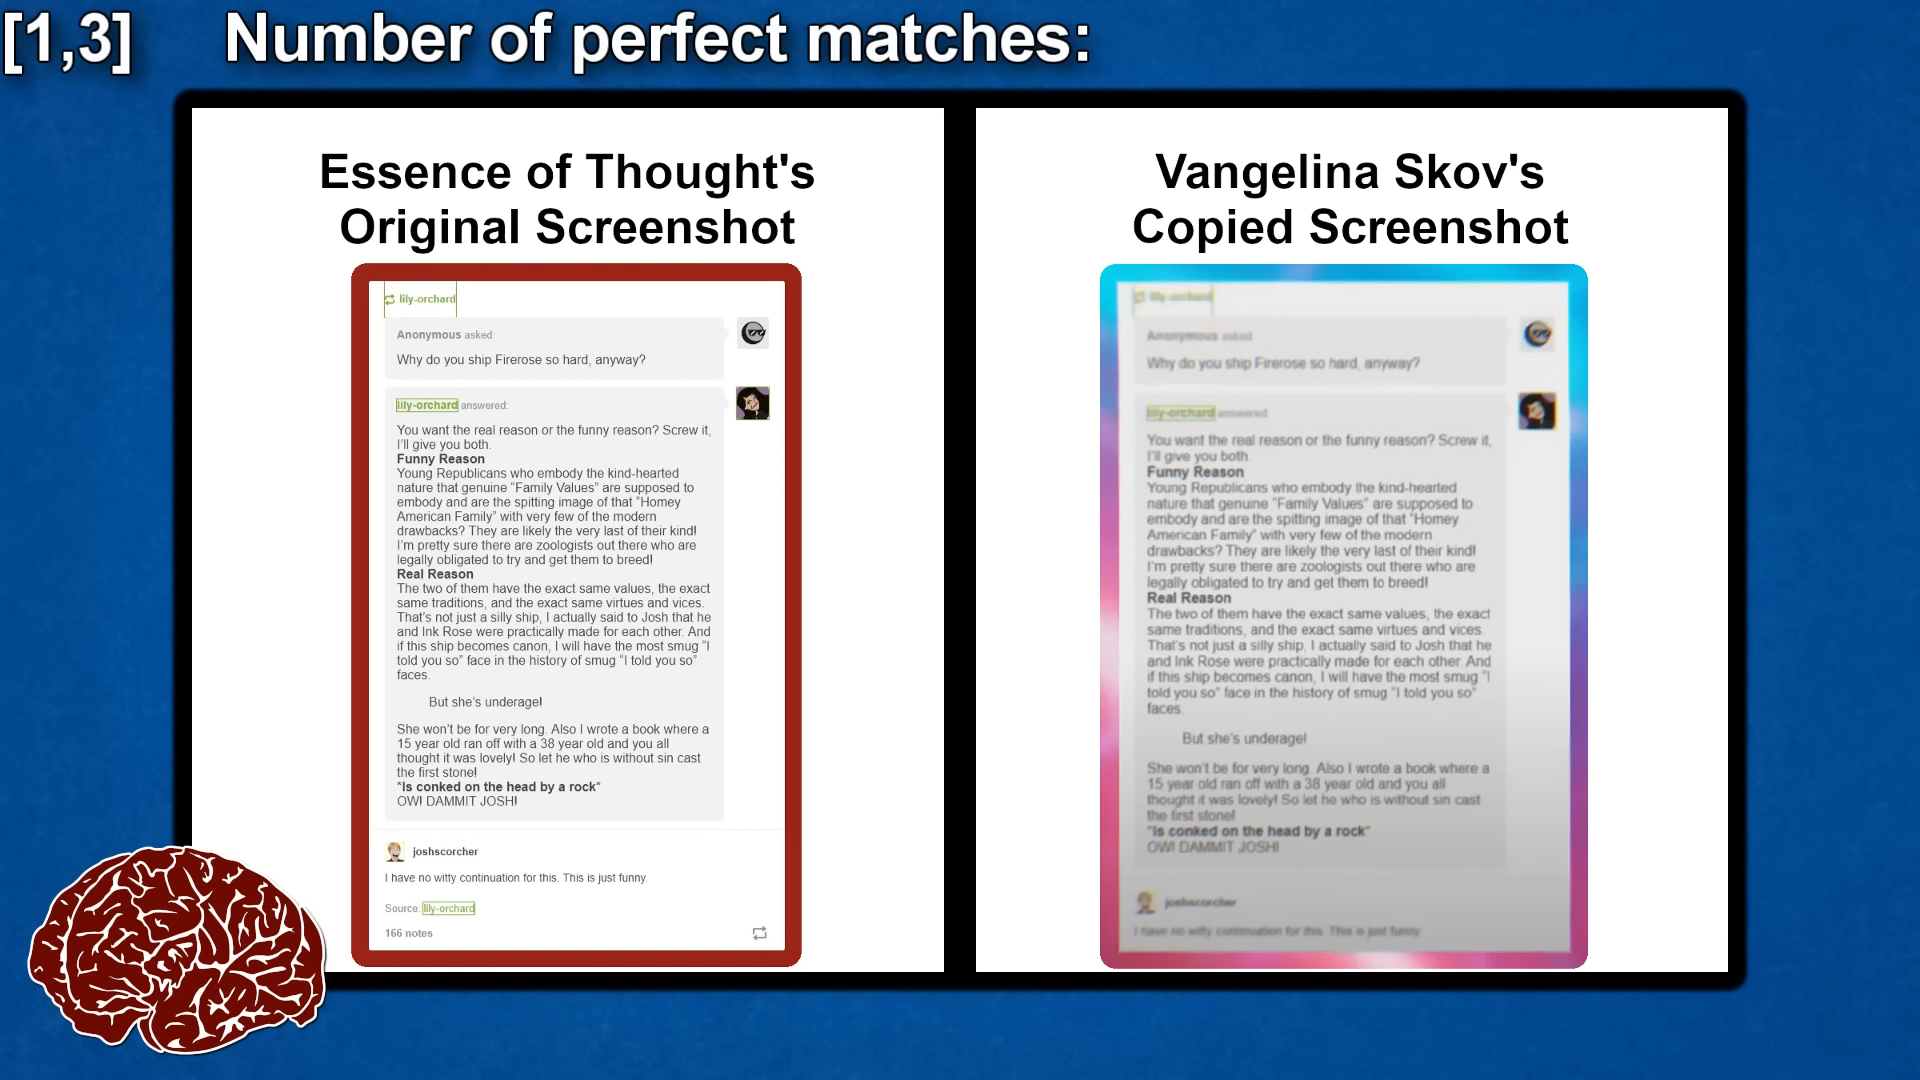 [1,3] Number of perfect matches:
Essence of Thought's
Original Screenshot
lily-orchard
Anonymous asked:
Why do you ship Firerose so hard, anyway?
lily-orchard answered:
You want the real reason or the funny reason? Screw it,
I'll give you both.
Funny Reason
Young Republicans who embody the kind-hearted
nature that genuine “Family Values” are supposed to
embody and are the spitting image of that “Homey
American Family” with very few of the modern
drawbacks? They are likely the very last of their kind!
I'm pretty sure there are zoologists out there who are
legally obligated to try and get them to breed!
Real Reason
The two of them have the exact same values, the exact
same traditions, and the exact same virtues and vices.
That's not just a silly ship, I actually said to Josh that he
and Ink Rose were practically made for each other. And
if this ship becomes canon, I will have the most smug “I
told you so” face in the history of smug “I told you so”
faces.
But she's underage!
She won't be for very long. Also I wrote a book where a
15 year old ran off with a 38 year old and you all
thought it was lovely! So let he who is without sin cast
the first stone!
*Is conked on the head by a rock*
OW! DAMMIT JOSH!
joshscorcher
I have no witty continuation for this. This is just funny.
Source: lily-orchard
166 notes
Vangelina Skov's
Copied Screenshot
lily-orchard
Anonymous asked
Why do you ship Firerose so hard, anyway?
lily-orchard answered:
You want the real reason or the funny reason? Screw it,
I'll give you both.
Funny Reason
Young Republicans who embody the kind-hearted
nature that genuine “Family Values” are supposed to
embody and are the spitting image of that “Homey
American Family” with very few of the modern
drawbacks? They are likely the very last of their kind!
I'm pretty sure there are zoologists out there who are
legally obligated to try and get them to breed!
Real Reason
The two of them have the exact same values, the exact
same traditions, and the exact same virtues and vices.
That's not just a silly ship, I actually said to Josh that he
and Ink Rose were practically made for each other. And
if this ship becomes canon, I will have the most smug “I
told you so” face in the history of smug “I told you so”
faces.
But she's underage!
She won't be for very long. Also I wrote a book where a
15 year old ran off with a 38 year old and you all
thought it was lovely! So let he who is without sin cast
the first stone!
*Is conked on the head by a rock*
OW! DAMMIT JOSH!
joshscorcher
I have no witty continuation for this. This is just funny.